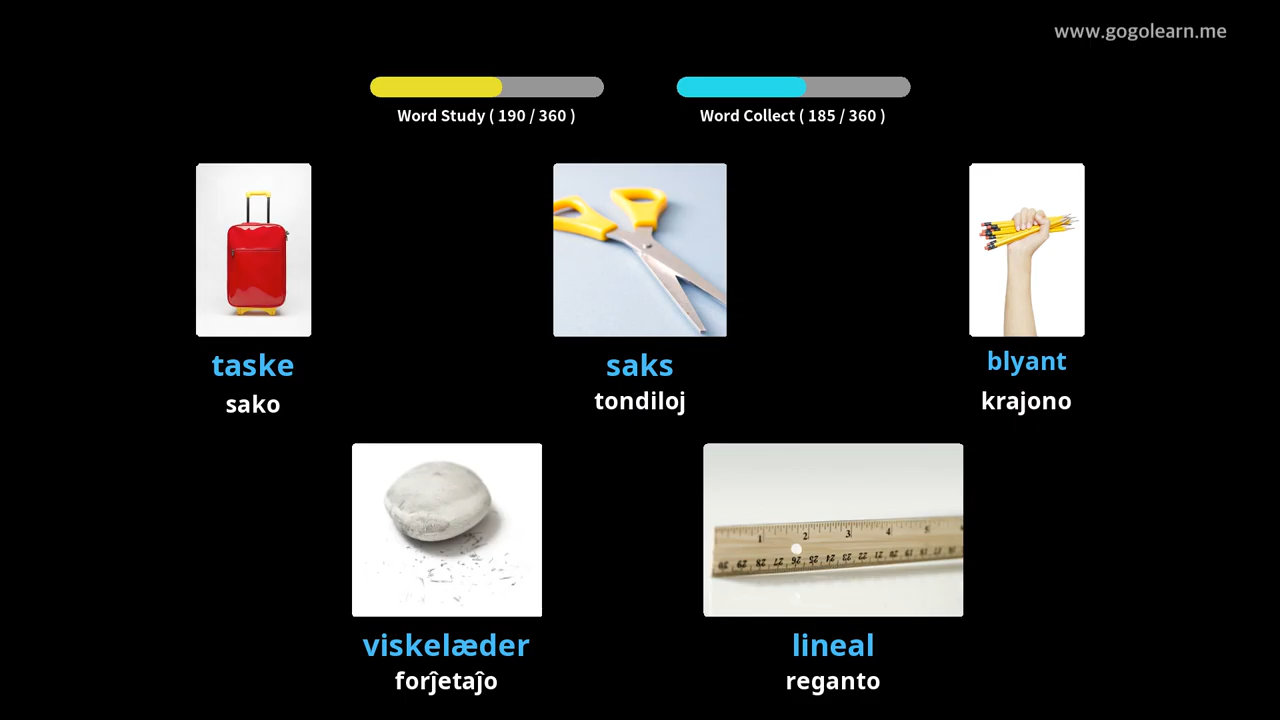 www.gogolearn.me
Word Study ( 190 / 360 )
Word Collect ( 185 / 360 )
taske
sako
saks
tondiloj
blyant
krajono
viskelæder
forĵetaĵo
lineal
reganto